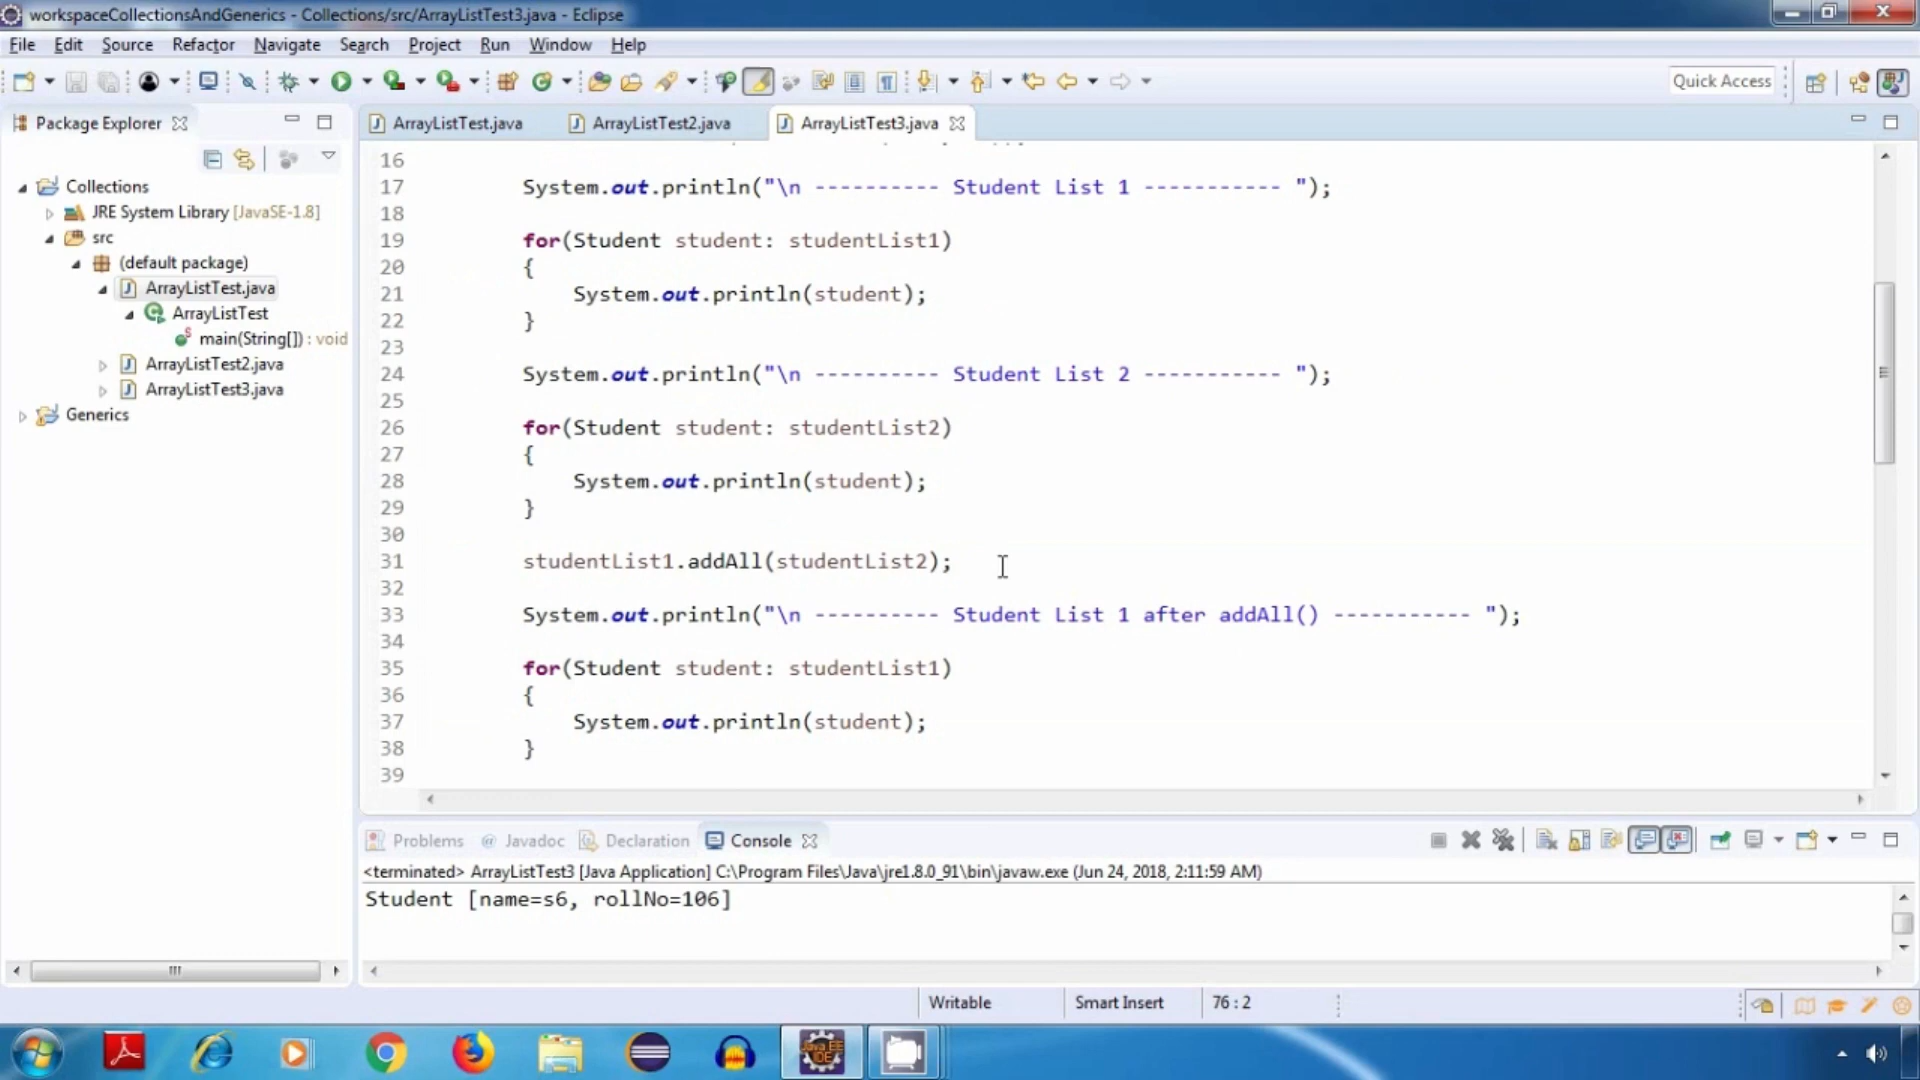 workspaceCollectionsAndGenerics - Collections/src/ArrayListTest3.java - Eclipse
File Edit Source Refactor Navigate Search Project Run Window Help
Quick Access
Package Explorer
Collections
JRE System Library [JavaSE-1.8]
src
(default package)
ArrayListTest.java
ArrayListTest
main(String[]) : void
ArrayListTest2.java
ArrayListTest3.java
Generics
ArrayListTest.java ArrayListTest2.java ArrayListTest3.java
16
17 System.out.println("\n ---------- Student List 1 ----------- ");
18
19 for(Student student: studentList1)
20 {
21 System.out.println(student);
22 }
23
24 System.out.println("\n ---------- Student List 2 ----------- ");
25
26 for(Student student: studentList2)
27 {
28 System.out.println(student);
29 }
30
31 studentList1.addAll(studentList2);
32
33 System.out.println("\n ---------- Student List 1 after addAll() ----------- ");
34
35 for(Student student: studentList1)
36 {
37 System.out.println(student);
38 }
39
Problems @ Javadoc Declaration Console
<terminated> ArrayListTest3 [Java Application] C:\Program Files\Java\jre1.8.0_91\bin\javaw.exe (Jun 24, 2018, 2:11:59 AM)
Student [name=s6, rollNo=106]
Writable Smart Insert 76 : 2
Java EE
IDE